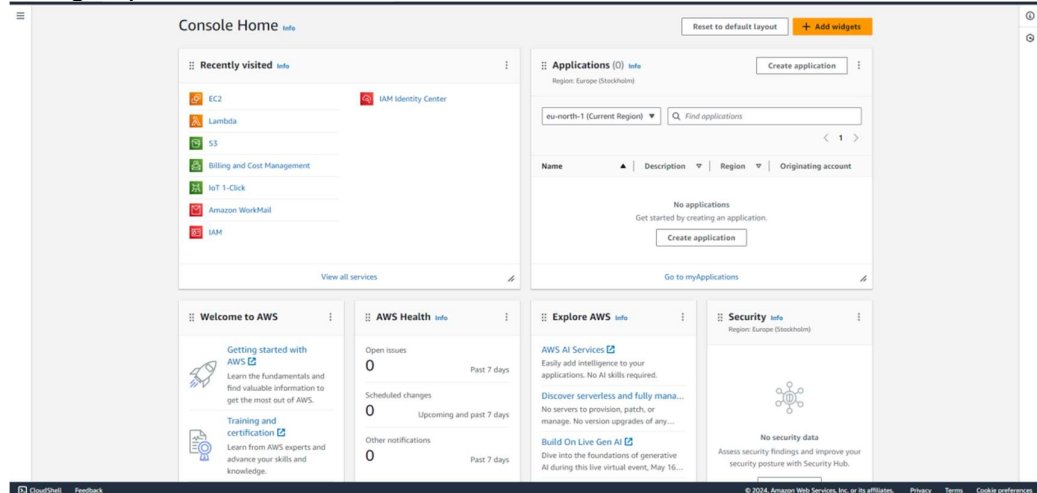 Console Home Info
Reset to default layout
+ Add widgets
Recently visited Info
EC2
Lambda
S3
Billing and Cost Management
IoT 1-Click
Amazon WorkMail
IAM
IAM Identity Center
View all services
Applications (0) Info
Region: Europe (Stockholm)
Create application
eu-north-1 (Current Region)
Find applications
1
Name
Description
Region
Originating account
No applications
Get started by creating an application.
Create application
Go to myApplications
Welcome to AWS
Getting started with
AWS
Learn the fundamentals and
find valuable information to
get the most out of AWS.
Training and
certification
Learn from AWS experts and
advance your skills and
knowledge.
AWS Health Info
Open issues
0
Past 7 days
Scheduled changes
0
Upcoming and past 7 days
Other notifications
0
Past 7 days
Explore AWS Info
AWS AI Services
Easily add intelligence to your
applications. No AI skills required.
Discover serverless and fully mana...
No servers to provision, patch, or
manage. No version upgrades of any...
Build On Live Gen AI
Dive into the foundations of generative
AI during this live virtual event, May 16...
Security Info
Region: Europe (Stockholm)
No security data
Assess security findings and improve your
security posture with Security Hub.
CloudShell
Feedback
© 2024, Amazon Web Services, Inc. or its affiliates.
Privacy
Terms
Cookie preferences